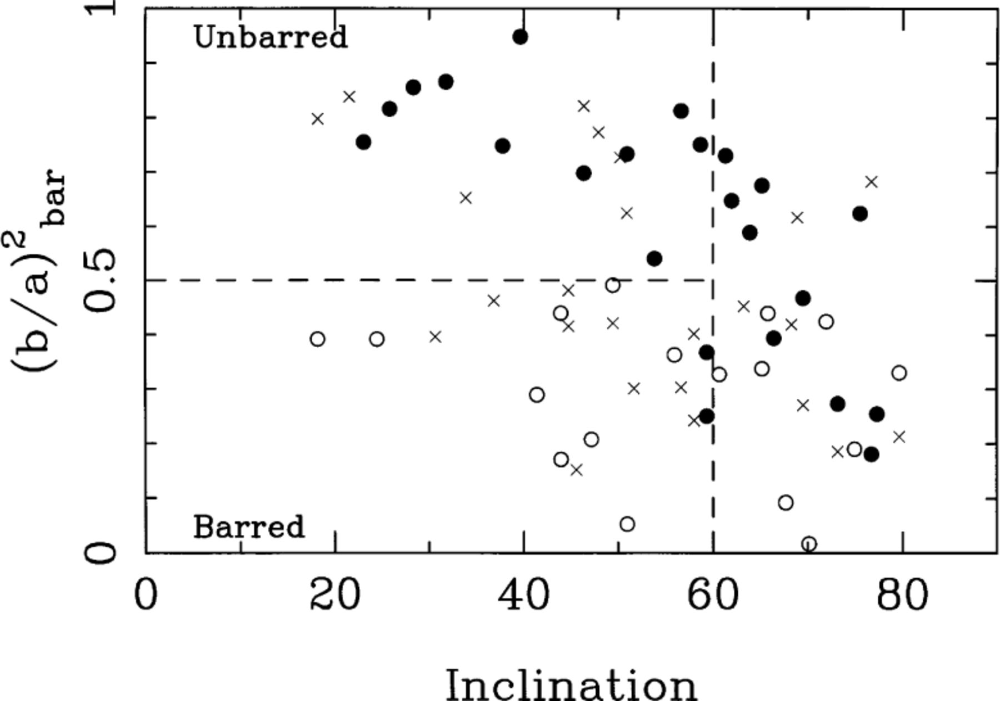 Unbarred
Barred
(b/a)²bar
1
0.5
0
0 20 40 60 80
Inclination